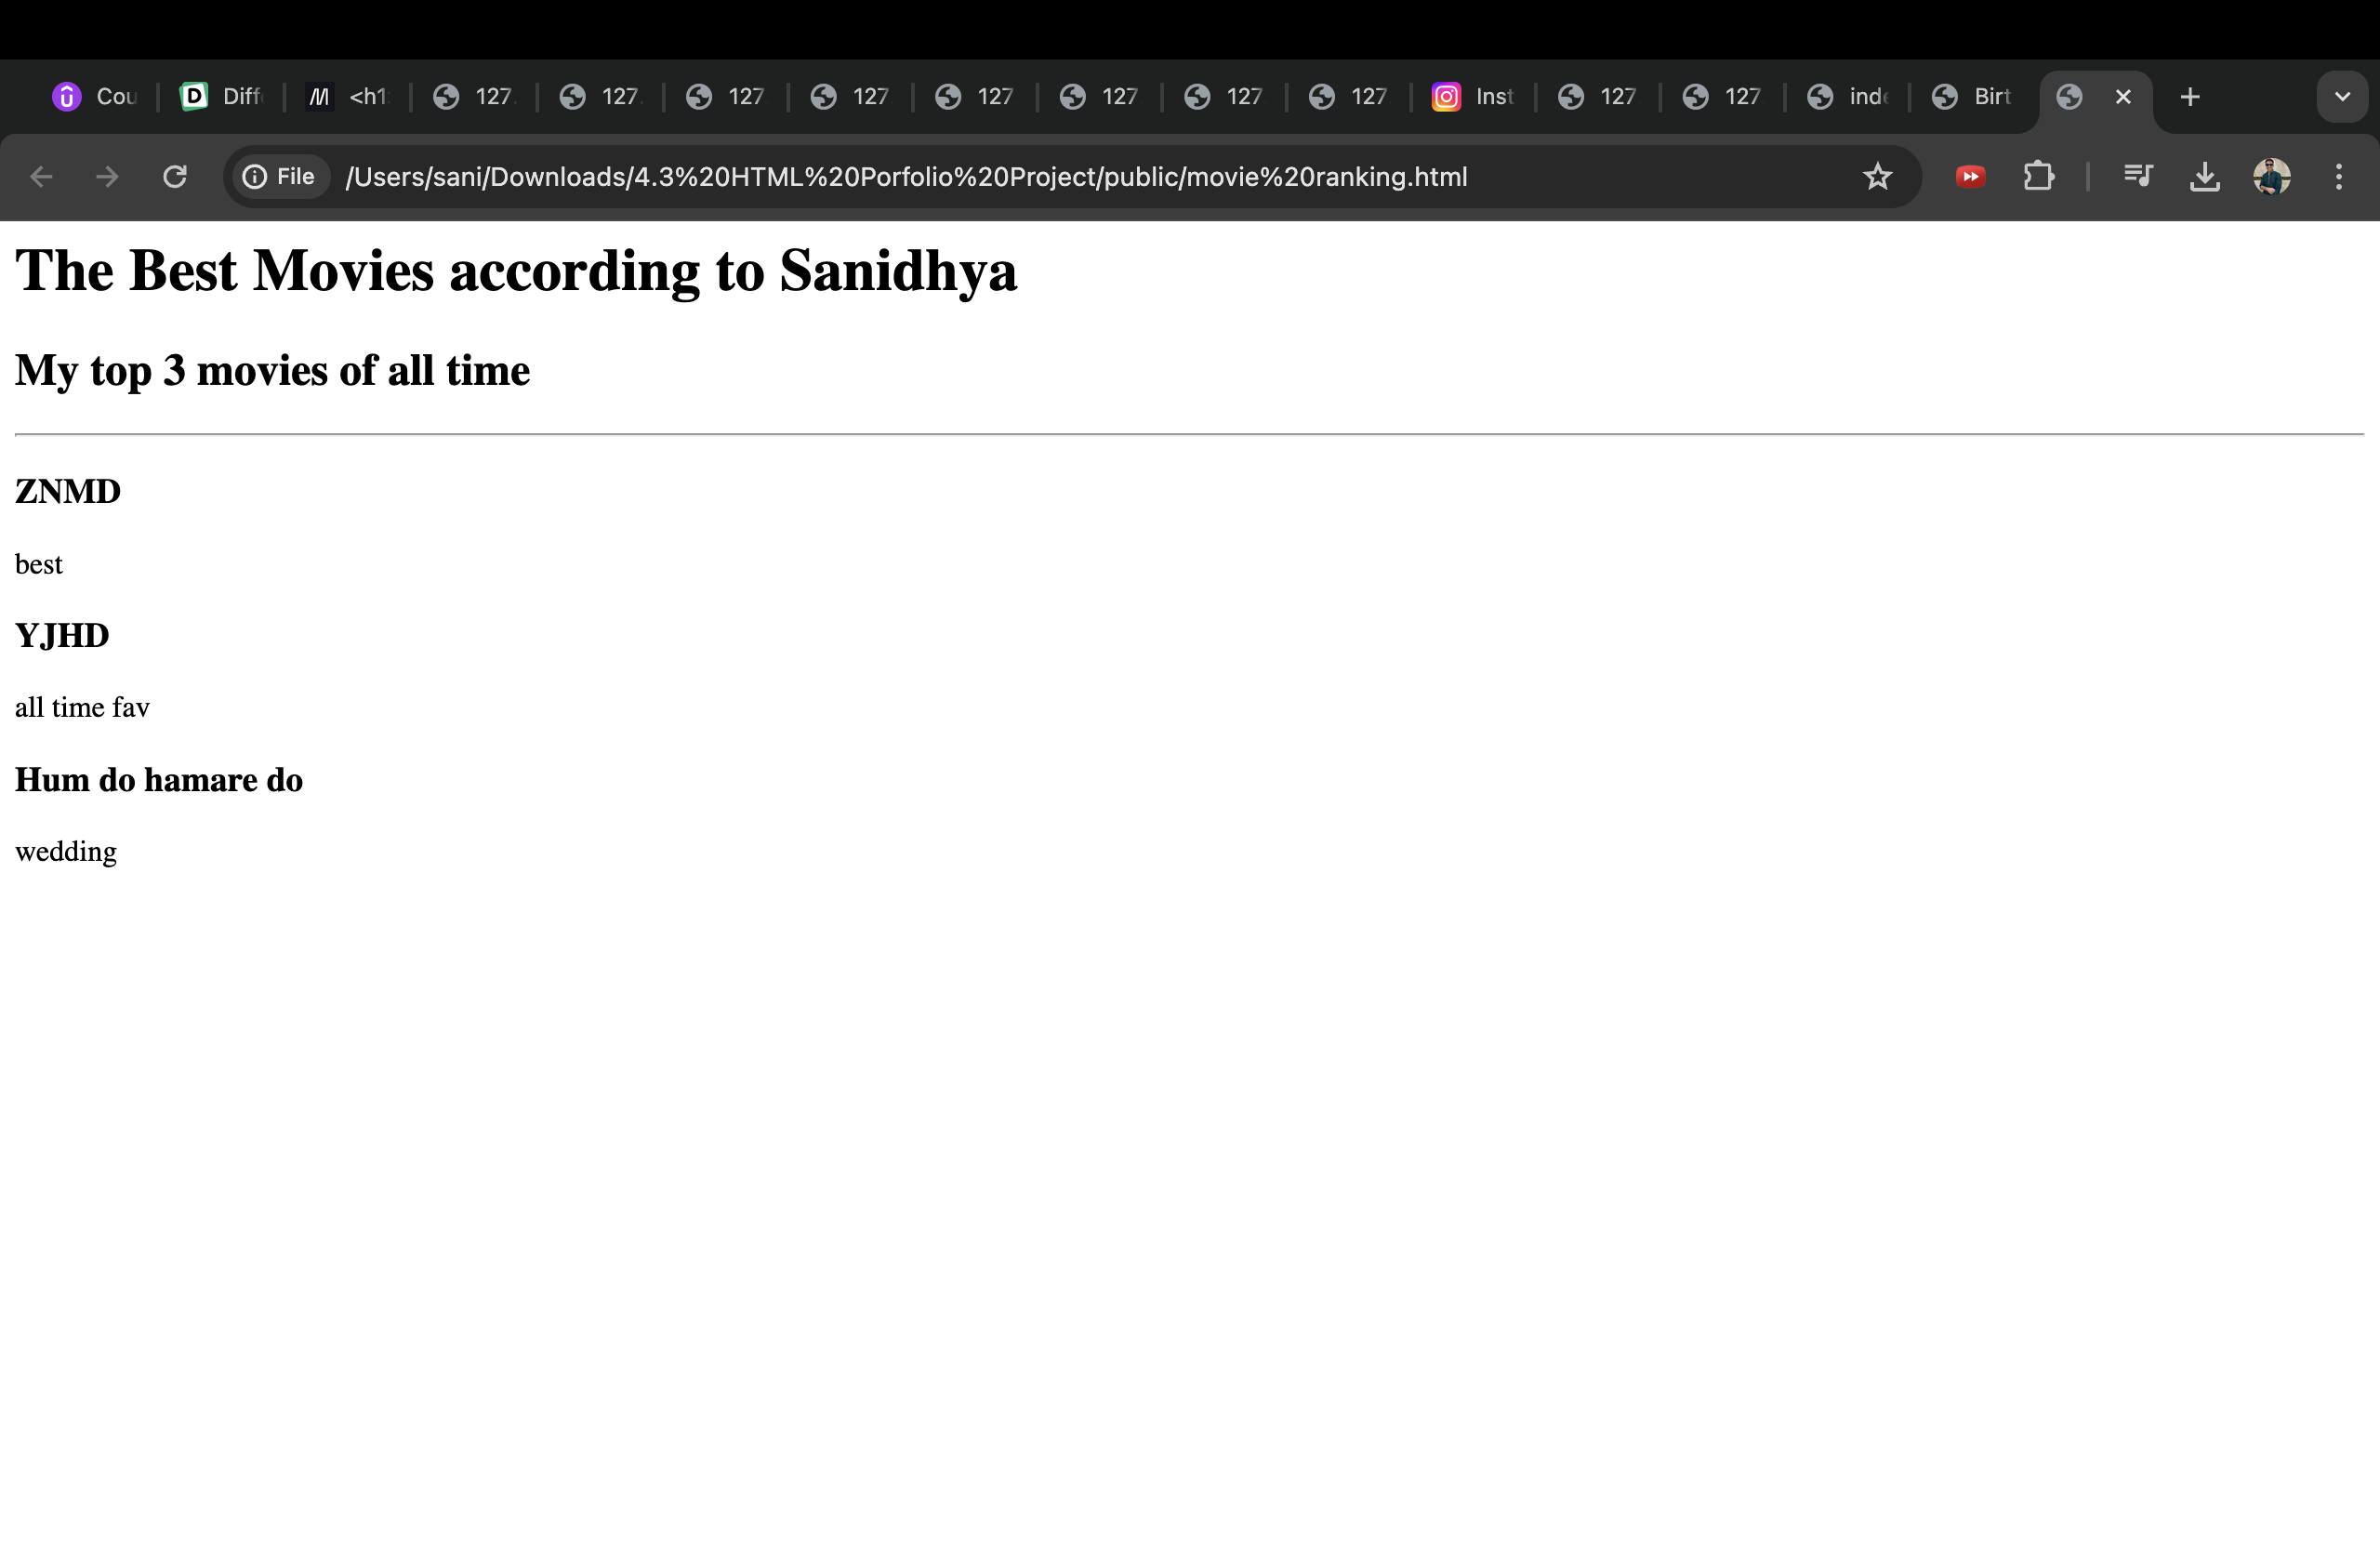 Cou Diff <h1 127. 127. 127 127 127 127 127 127 Inst 127 127 inde Birt
File /Users/sani/Downloads/4.3%20HTML%20Porfolio%20Project/public/movie%20ranking.html
The Best Movies according to Sanidhya
My top 3 movies of all time
ZNMD
best
YJHD
all time fav
Hum do hamare do
wedding